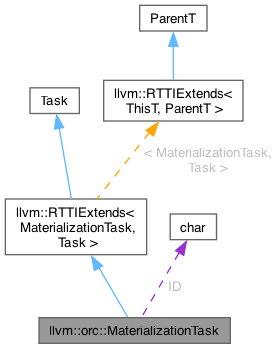 ParentT
Task
llvm::RTTIExtends<
ThisT, ParentT >
< MaterializationTask,
Task >
llvm::RTTIExtends<
MaterializationTask,
Task >
char
ID
llvm::orc::MaterializationTask